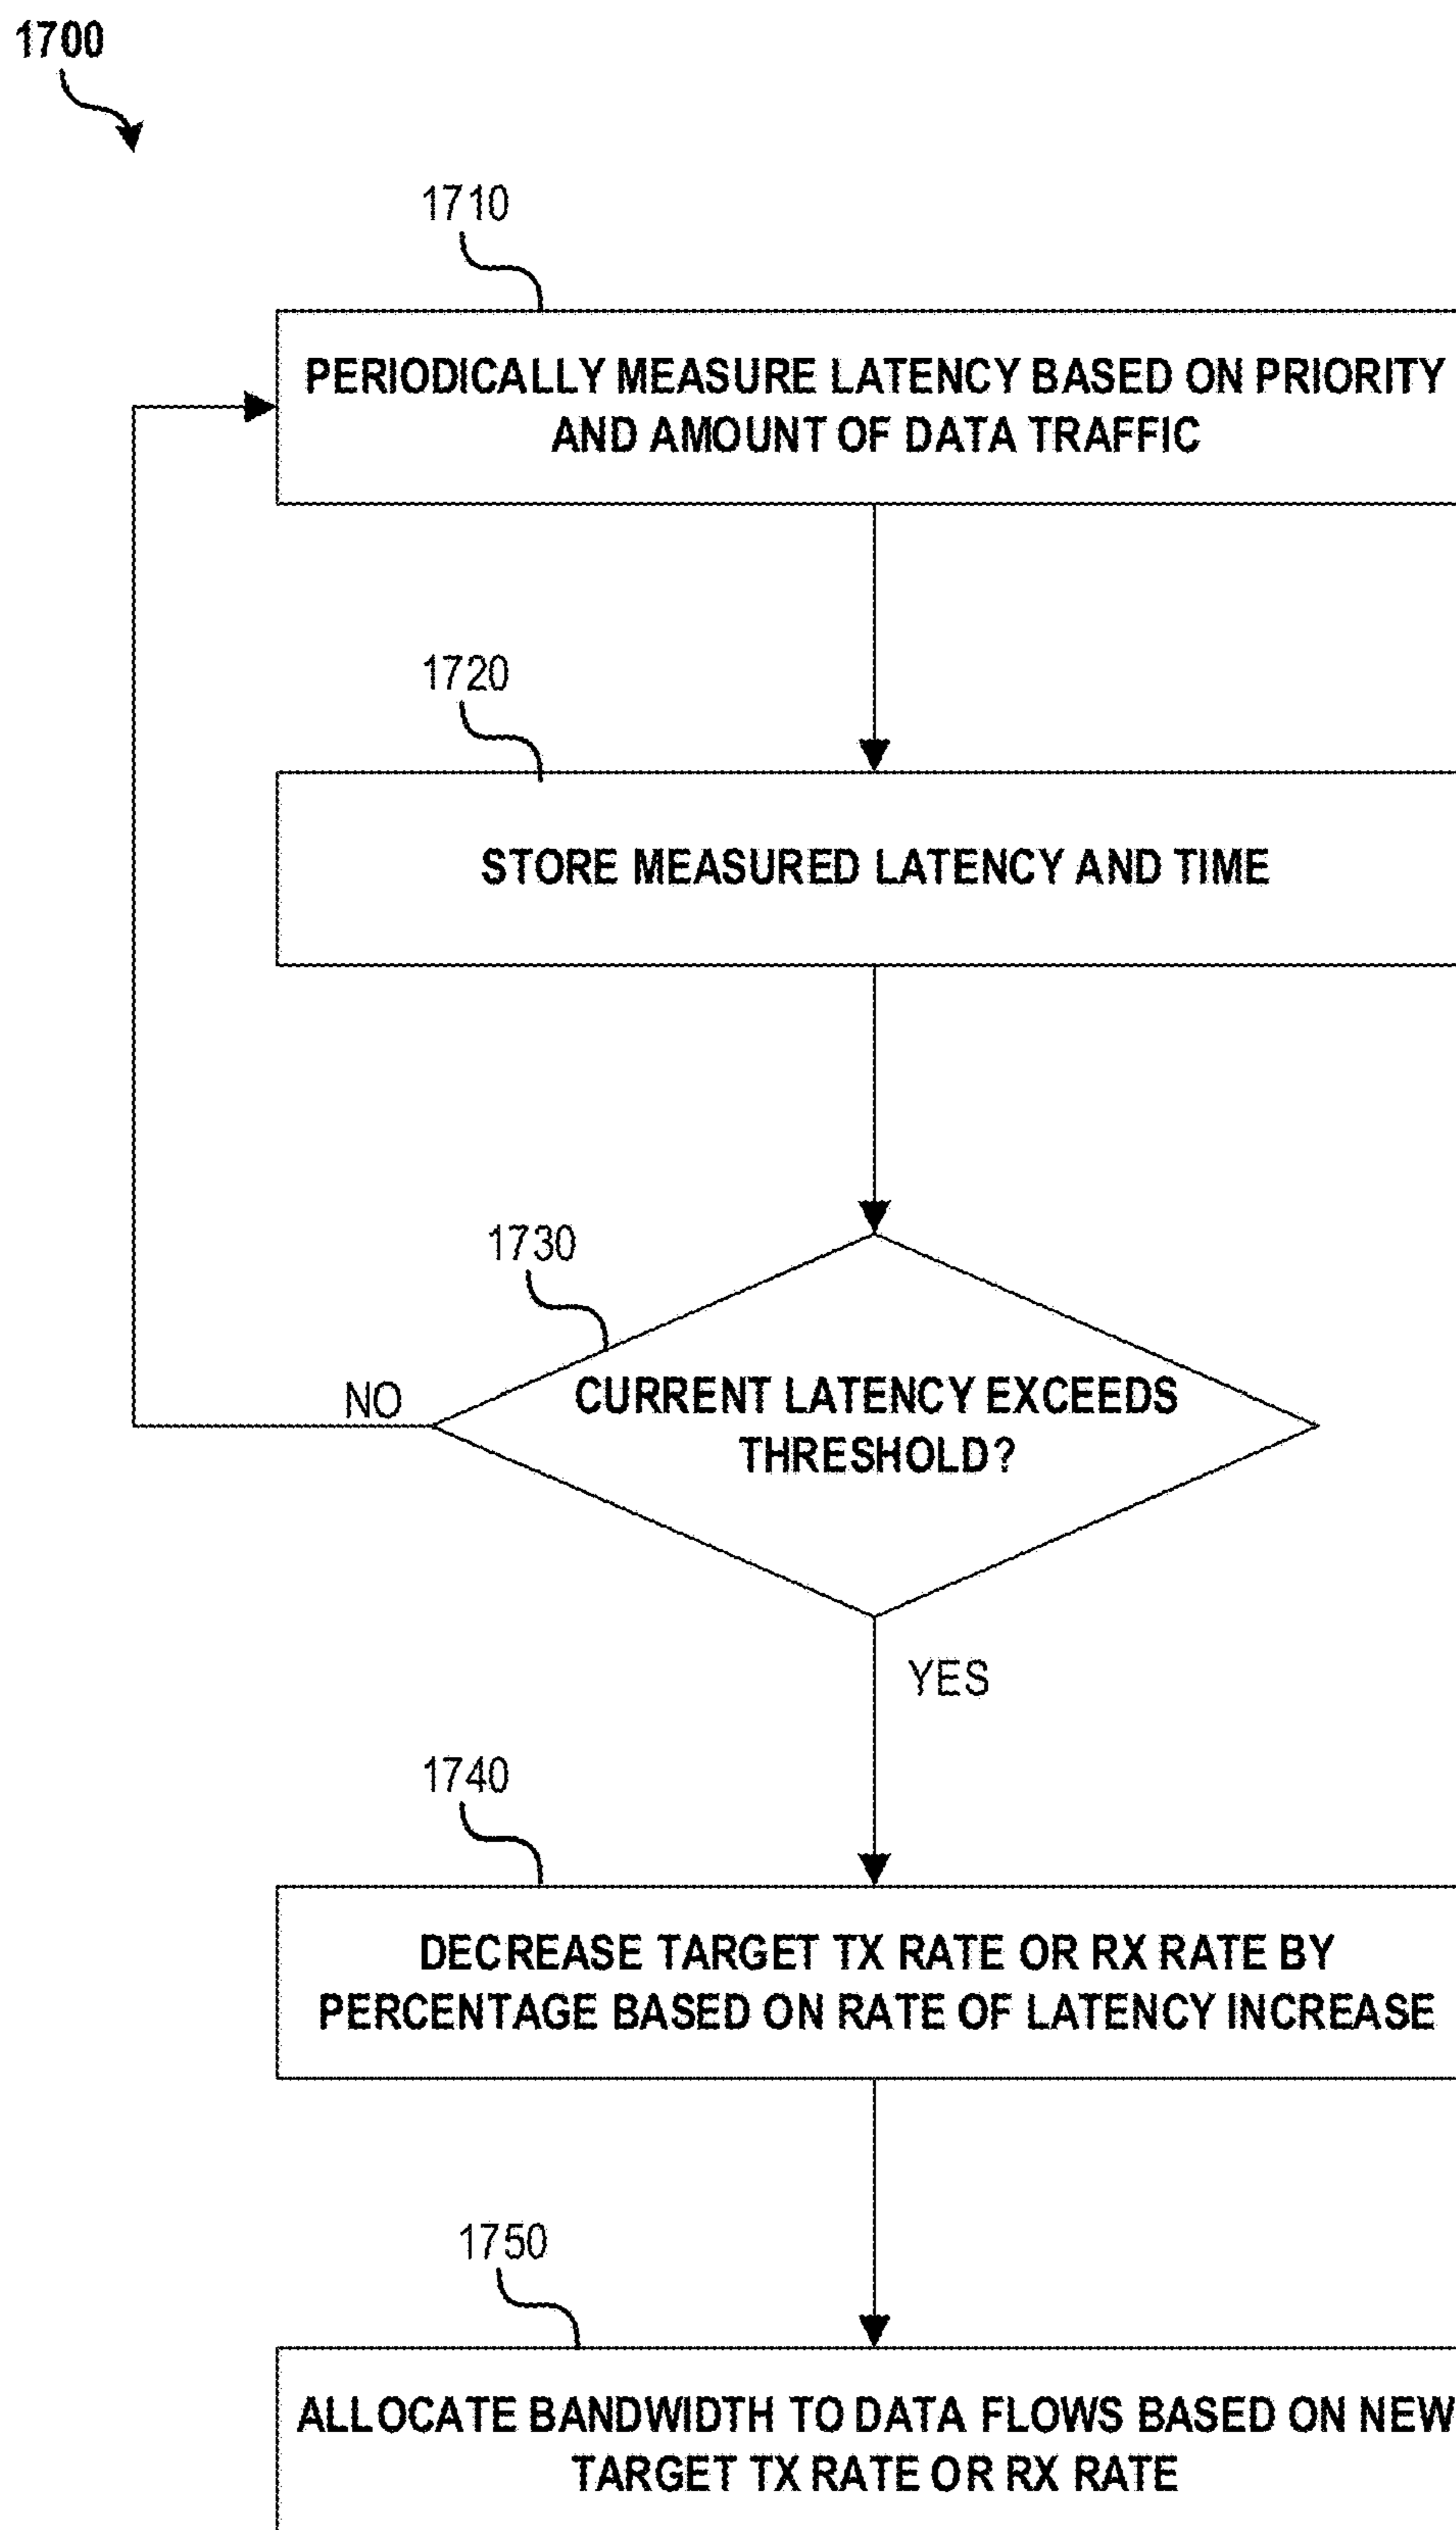 1700
1710
PERIODICALLY MEASURE LATENCY BASED ON PRIORITY
AND AMOUNT OF DATA TRAFFIC
1720
STORE MEASURED LATENCY AND TIME
1730
NO
CURRENT LATENCY EXCEEDS
THRESHOLD?
YES
1740
DECREASE TARGET TX RATE OR RX RATE BY
PERCENTAGE BASED ON RATE OF LATENCY INCREASE
1750
ALLOCATE BANDWIDTH TO DATA FLOWS BASED ON NEW
TARGET TX RATE OR RX RATE